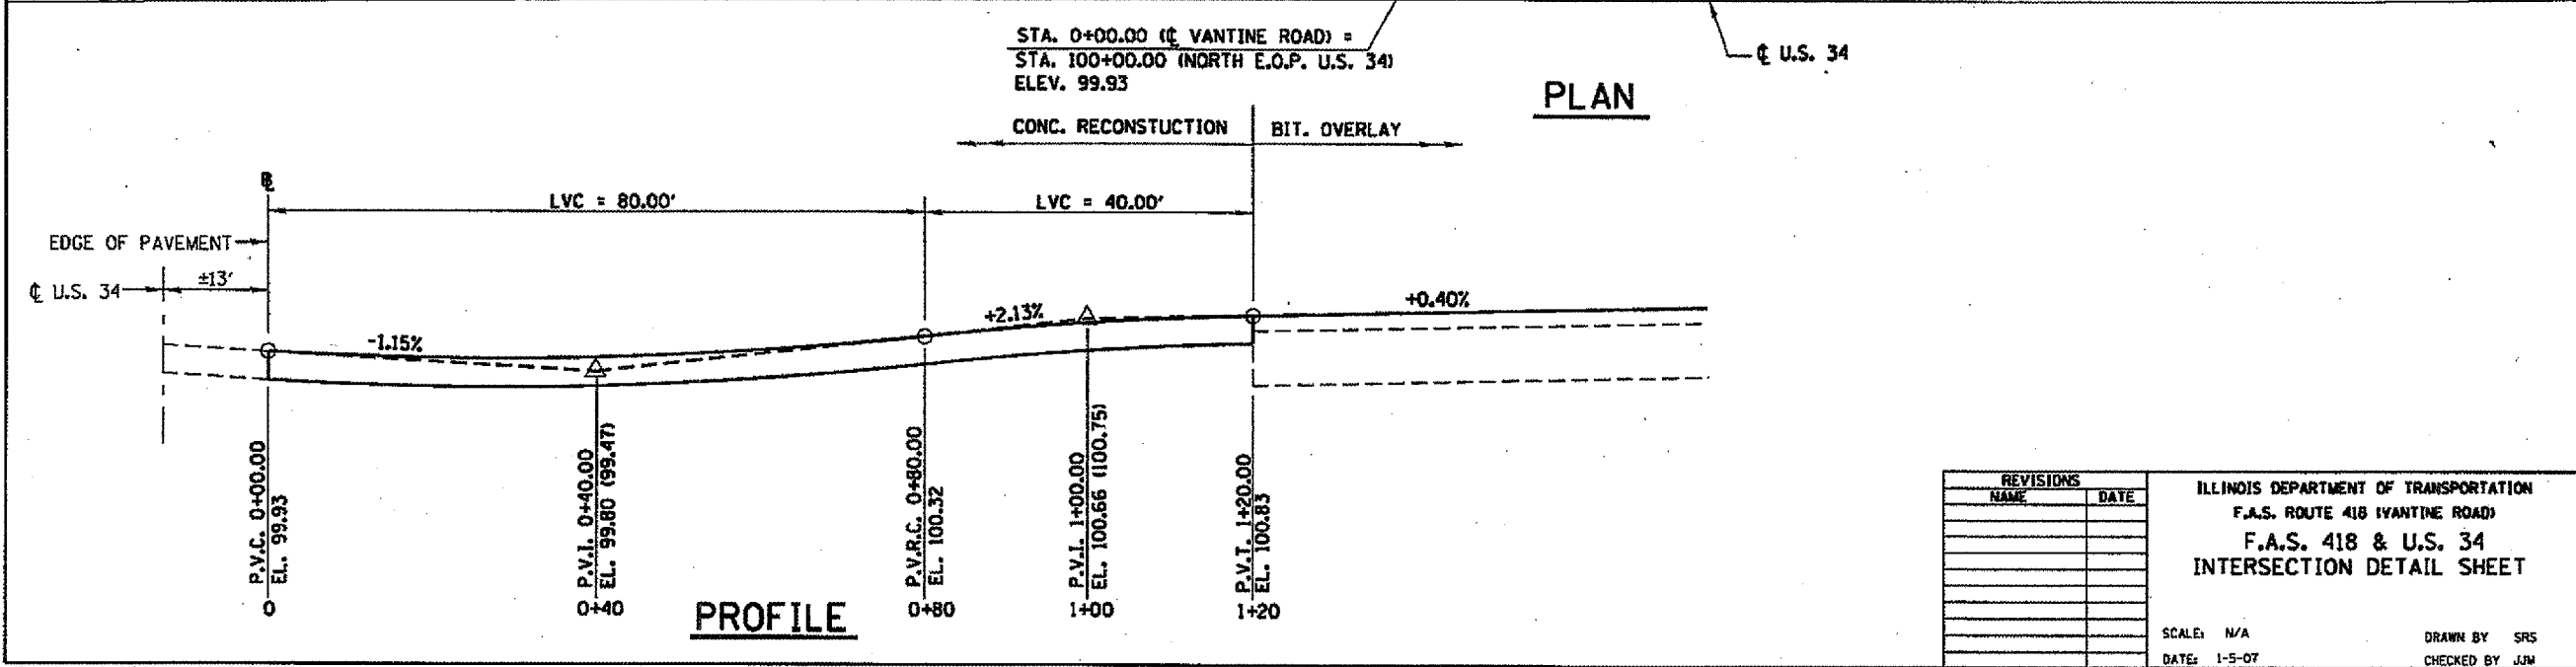 STA. 0+00.00 (℄ VANTINE ROAD) =
STA. 100+00.00 (NORTH E.O.P. U.S. 34)
ELEV. 99.93
℄ U.S. 34
PLAN
CONC. RECONSTUCTION
BIT. OVERLAY
LVC = 80.00'
LVC = 40.00'
EDGE OF PAVEMENT
℄ U.S. 34
±13'
-1.15%
+2.13%
+0.40%
P.V.C. 0+00.00
EL. 99.93
P.V.I. 0+40.00
EL. 99.80 (99.47)
P.V.R.C. 0+80.00
EL. 100.32
P.V.I. 1+00.00
EL. 100.66 (100.75)
P.V.T. 1+20.00
EL. 100.83
0
0+40
0+80
1+00
1+20
PROFILE
REVISIONS
NAME DATE
ILLINOIS DEPARTMENT OF TRANSPORTATION
F.A.S. ROUTE 418 (VANTINE ROAD)
F.A.S. 418 & U.S. 34
INTERSECTION DETAIL SHEET
SCALE: N/A
DATE: 1-5-07
DRAWN BY SRS
CHECKED BY JJM